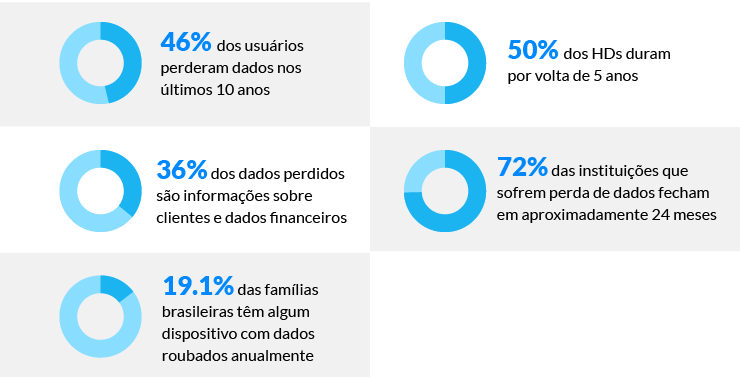 46% dos usuários
perderam dados nos
últimos 10 anos
50% dos HDs duram
por volta de 5 anos
36% dos dados perdidos
são informações sobre
clientes e dados financeiros
72% das instituições que
sofrem perda de dados fecham
em aproximadamente 24 meses
19.1% das famílias
brasileiras têm algum
dispositivo com dados
roubados anualmente